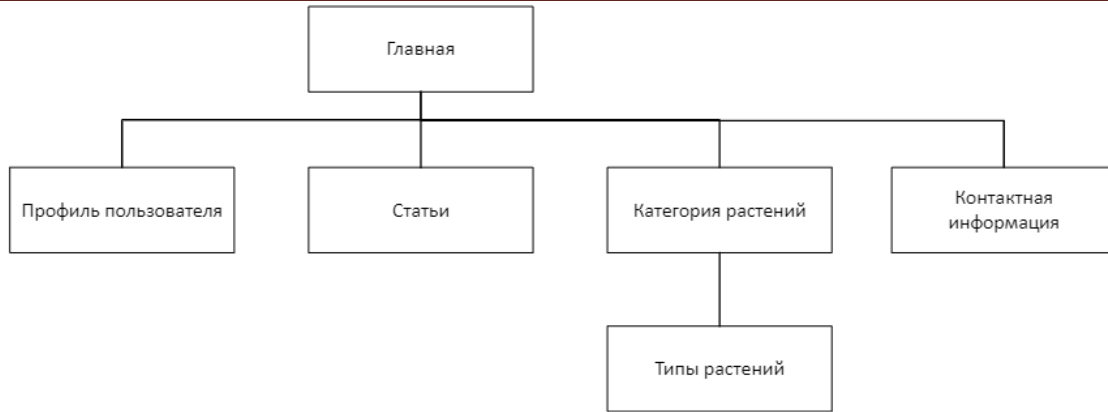 Главная
Профиль пользователя
Статьи
Категория растений
Контактная
информация
Типы растений